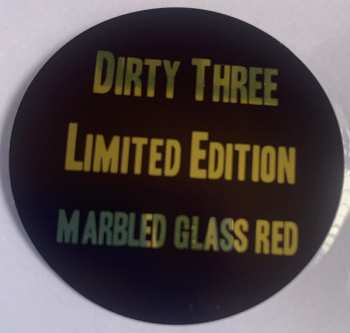 DIRTY THREE
LIMITED EDITION
MARBLED GLASS RED